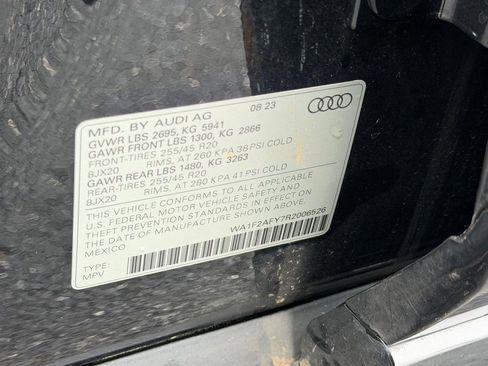 MFD. BY AUDI AG 08 23
GVWR LBS 2695, KG 5941
GAWR FRONT LBS 1300, KG 2866
FRONT-TIRES 255/45 R20
8JX20 RIMS, AT 260 KPA 38 PSI COLD
GAWR REAR LBS 1480, KG 3263
REAR-TIRES 255/45 R20
8JX20 RIMS, AT 280 KPA 41 PSI COLD
THIS VEHICLE CONFORMS TO ALL APPLICABLE
U.S. FEDERAL MOTOR VEHICLE SAFETY AND
THEFT PREVENTION STANDARDS IN EFFECT ON
THE DATE OF MANUFACTURE SHOWN ABOVE.
MEXICO
WA1F2AFY7R2006526
TYPE:
MPV